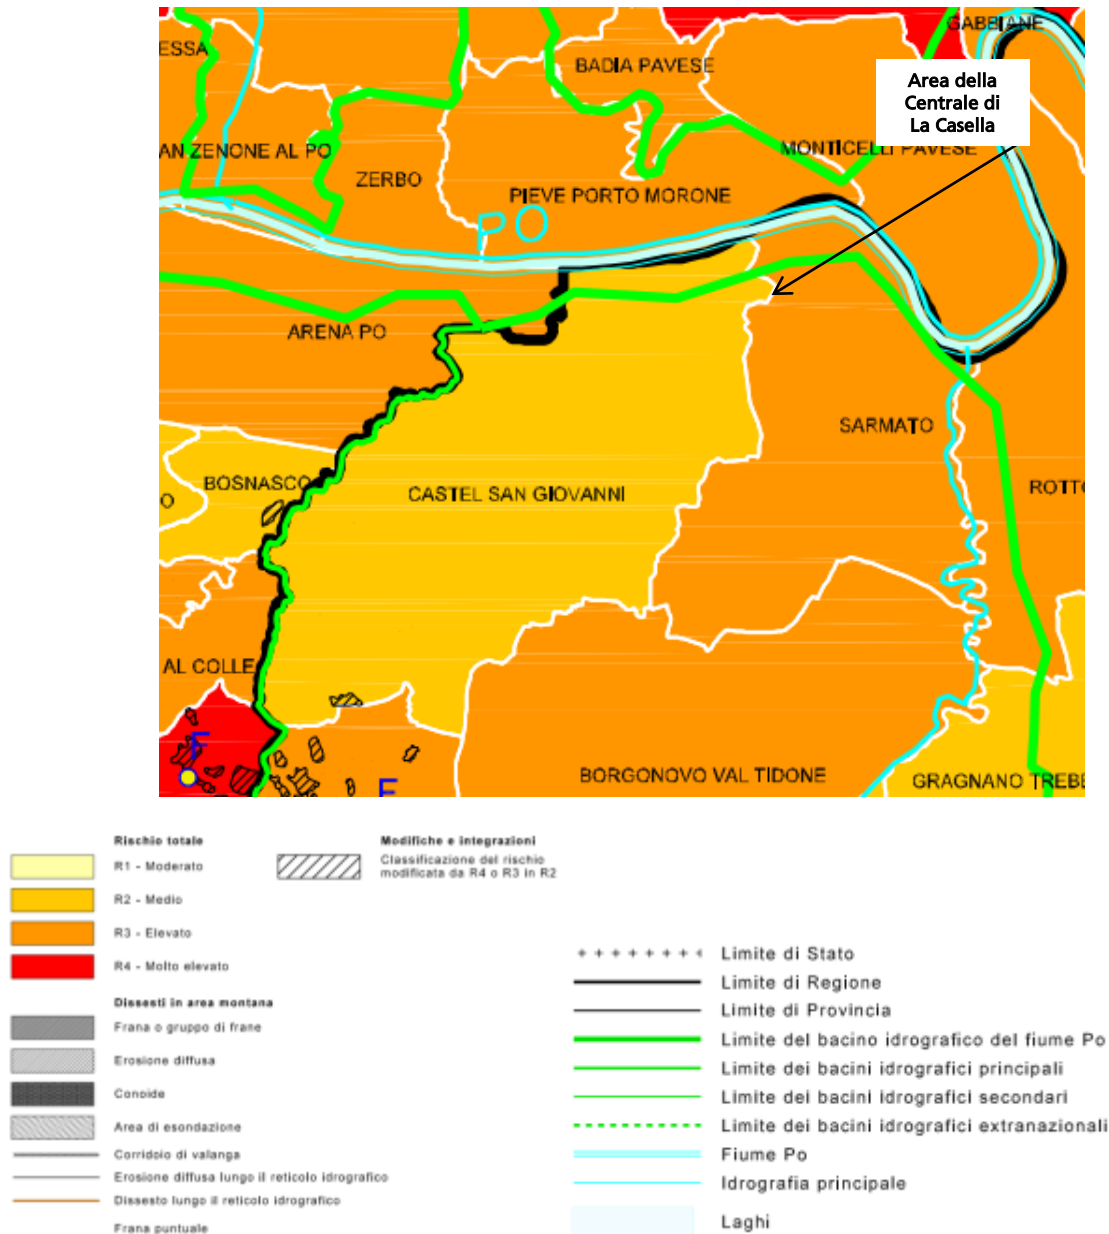 GABBIANE
ESSA
BADIA PAVESE
Area della
Centrale di
La Casella
AN ZENONE AL PO
MONTICELLI PAVESE
ZERBO
PIEVE PORTO MORONE
PO
ARENA PO
SARMATO
BOSNASCO
O
CASTEL SAN GIOVANNI
ROTTO
AL COLLE
F
F
BORGONOVO VAL TIDONE
GRAGNANO TREBB
Rischio totale
R1 - Moderato
R2 - Medio
R3 - Elevato
R4 - Molto elevato
Dissesti in area montana
Frana o gruppo di frane
Erosione diffusa
Conoide
Area di esondazione
Corridoio di valanga
Erosione diffusa lungo il reticolo idrografico
Dissesto lungo il reticolo idrografico
Frana puntuale
Modifiche e integrazioni
Classificazione del rischio
modificata da R4 o R3 in R2
Limite di Stato
Limite di Regione
Limite di Provincia
Limite del bacino idrografico del fiume Po
Limite dei bacini idrografici principali
Limite dei bacini idrografici secondari
Limite dei bacini idrografici extranazionali
Fiume Po
Idrografia principale
Laghi